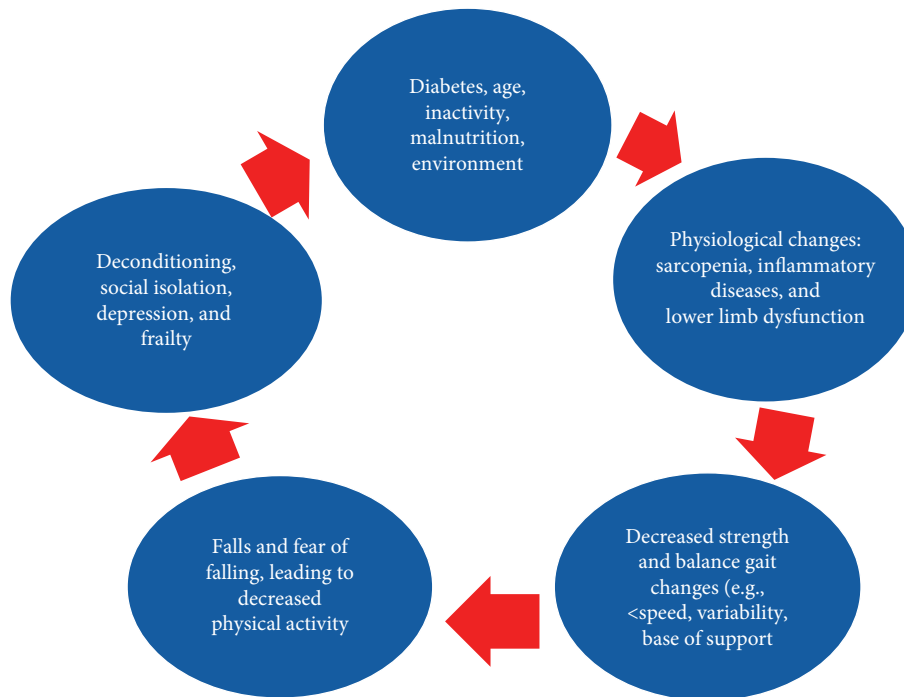 Diabetes, age,
inactivity,
malnutrition,
environment
Physiological changes:
sarcopenia, inflammatory
diseases, and
lower limb dysfunction
Decreased strength
and balance gait
changes (e.g.,
<speed, variability,
base of support
Falls and fear of
falling, leading to
decreased
physical activity
Deconditioning,
social isolation,
depression, and
frailty